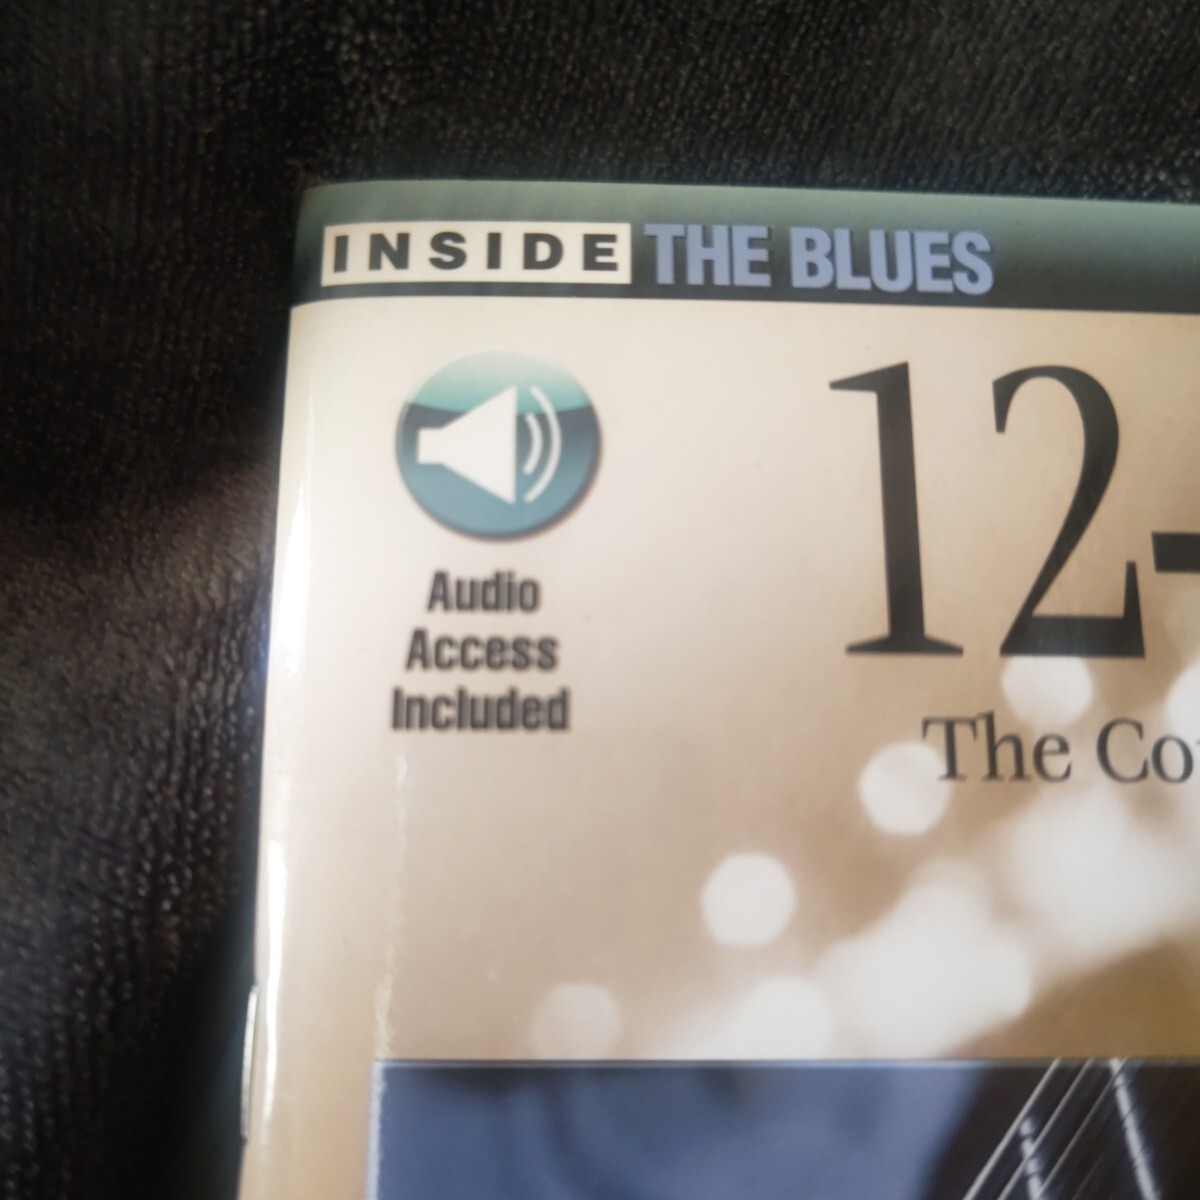 INSIDE THE BLUES
12-
Audio
Access
Included
The Co